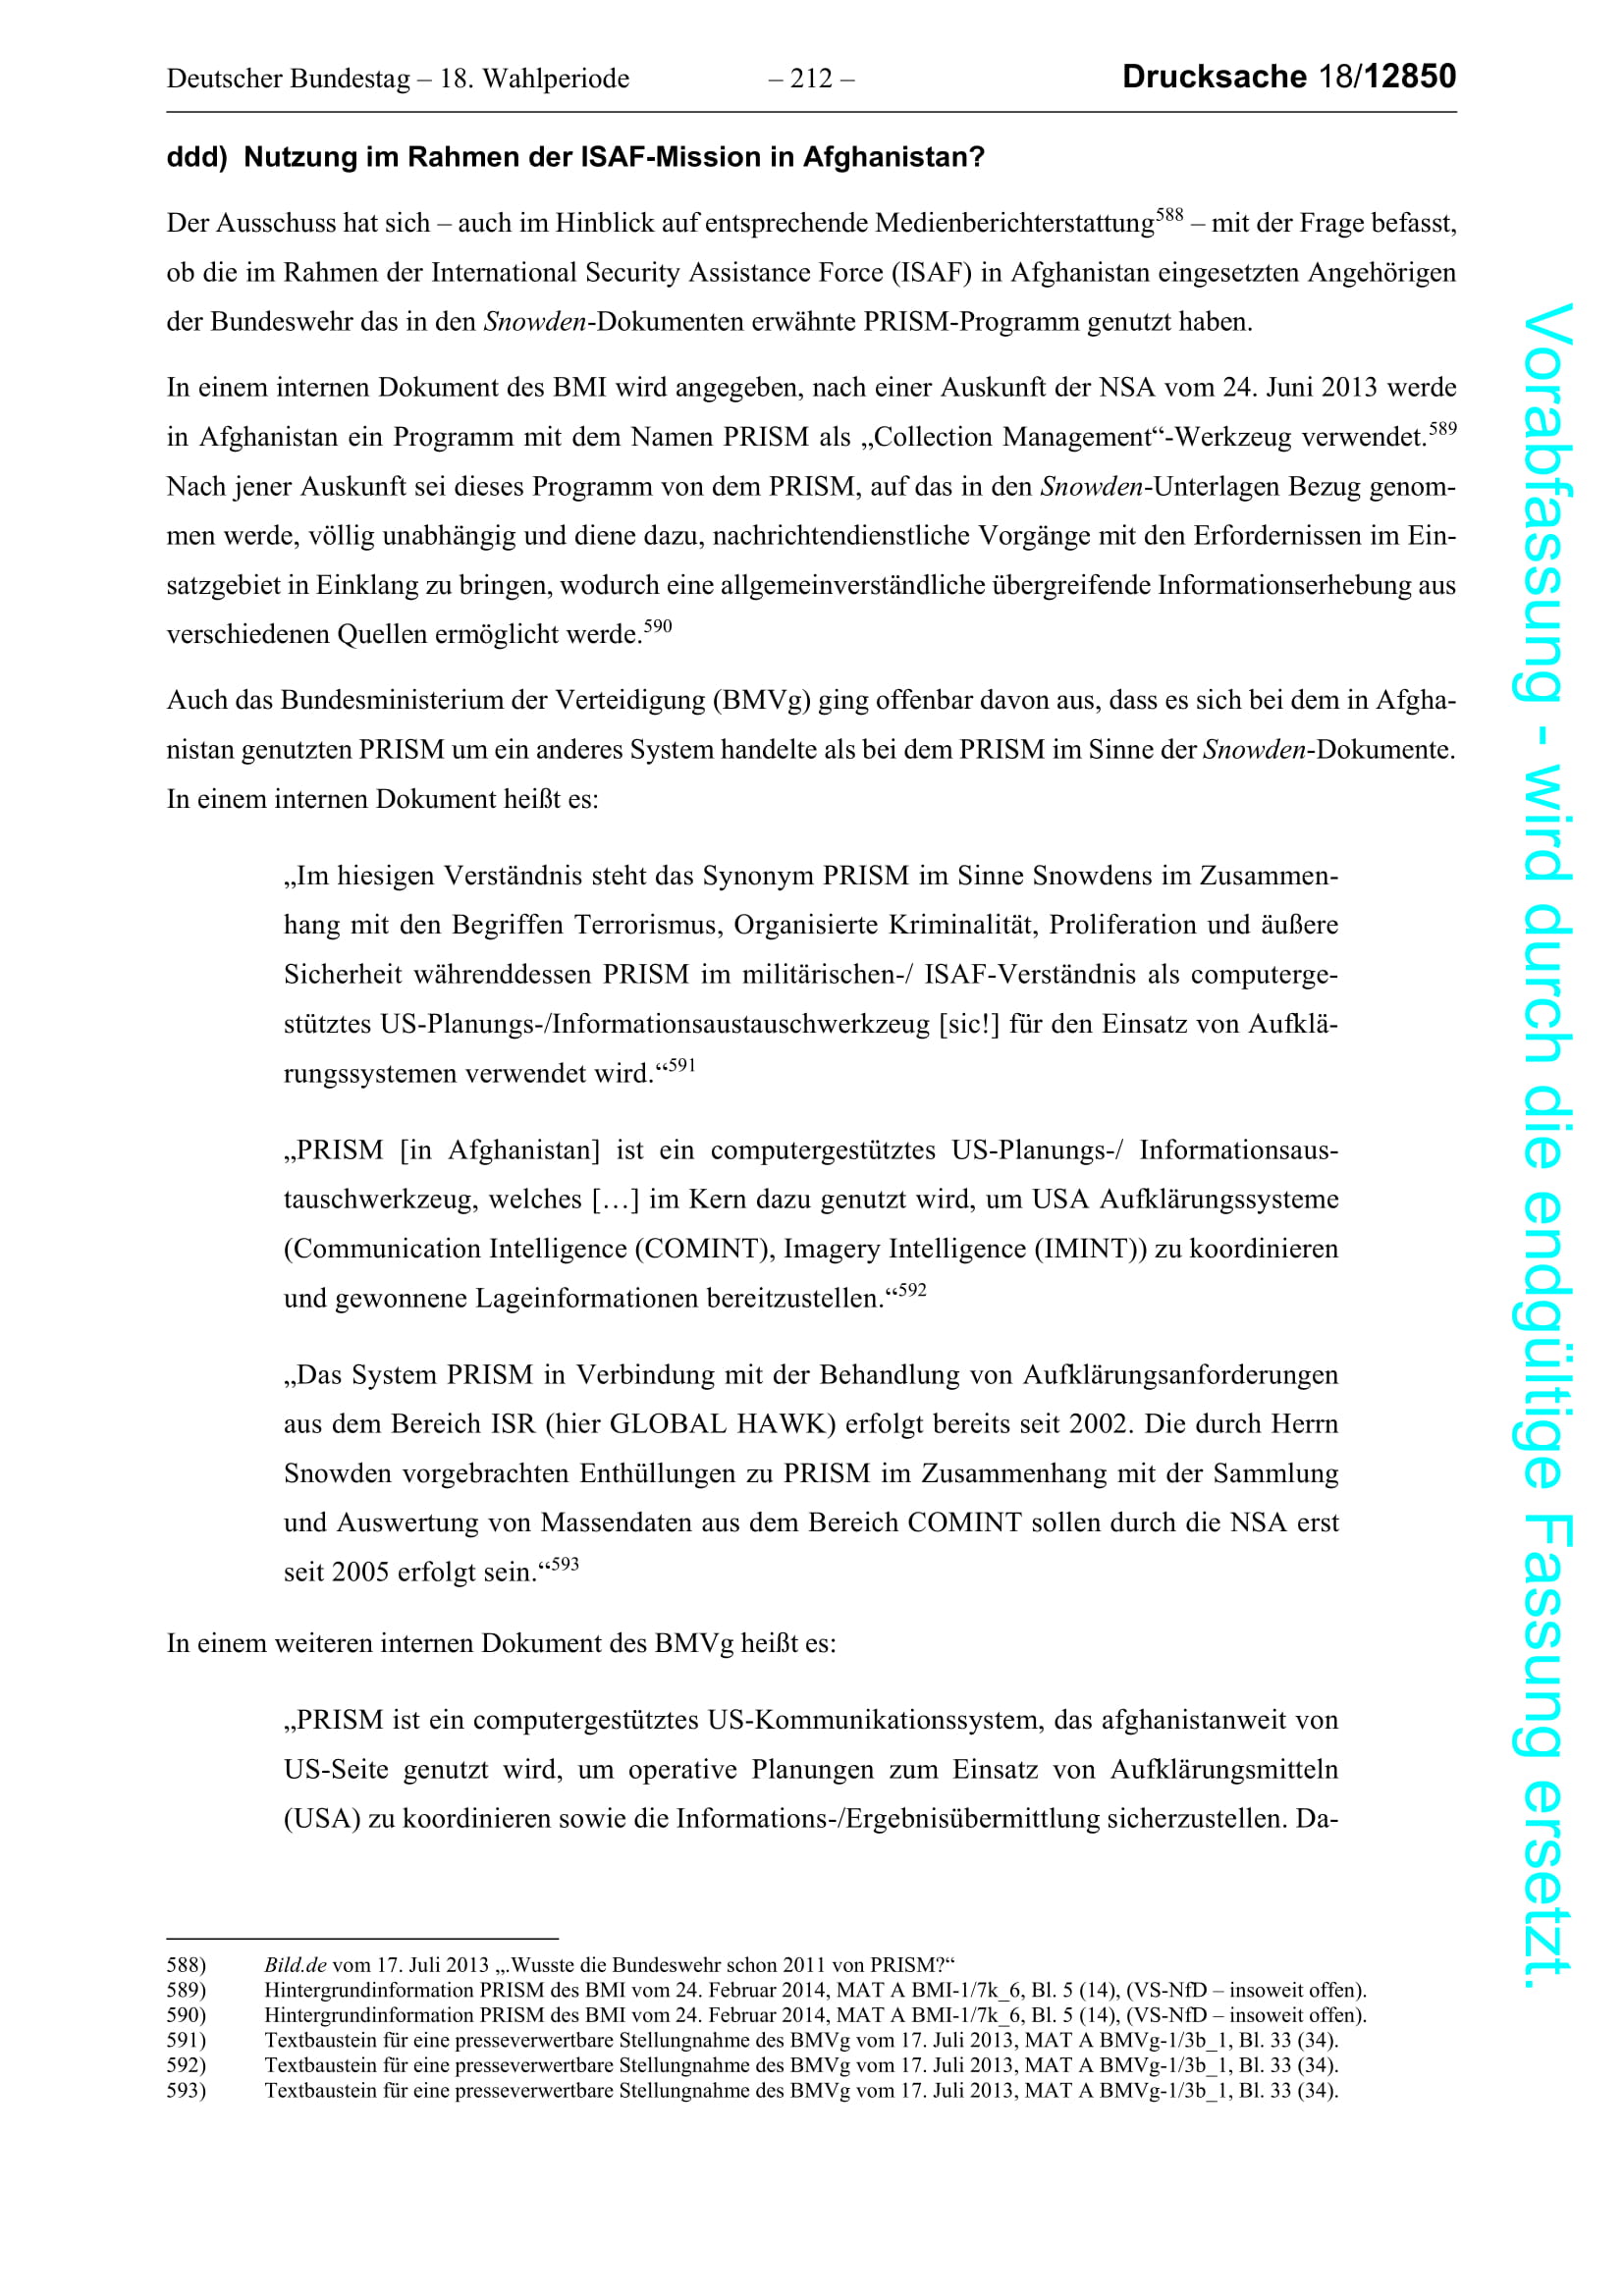 Deutscher Bundestag – 18. Wahlperiode – 212 – Drucksache 18/12850
ddd) Nutzung im Rahmen der ISAF-Mission in Afghanistan?
Der Ausschuss hat sich – auch im Hinblick auf entsprechende Medienberichterstattung588 – mit der Frage befasst,
ob die im Rahmen der International Security Assistance Force (ISAF) in Afghanistan eingesetzten Angehörigen
der Bundeswehr das in den Snowden-Dokumenten erwähnte PRISM-Programm genutzt haben.
In einem internen Dokument des BMI wird angegeben, nach einer Auskunft der NSA vom 24. Juni 2013 werde
in Afghanistan ein Programm mit dem Namen PRISM als „Collection Management“-Werkzeug verwendet.589
Nach jener Auskunft sei dieses Programm von dem PRISM, auf das in den Snowden-Unterlagen Bezug genom-
men werde, völlig unabhängig und diene dazu, nachrichtendienstliche Vorgänge mit den Erfordernissen im Ein-
satzgebiet in Einklang zu bringen, wodurch eine allgemeinverständliche übergreifende Informationserhebung aus
verschiedenen Quellen ermöglicht werde.590
Auch das Bundesministerium der Verteidigung (BMVg) ging offenbar davon aus, dass es sich bei dem in Afgha-
nistan genutzten PRISM um ein anderes System handelte als bei dem PRISM im Sinne der Snowden-Dokumente.
In einem internen Dokument heißt es:
„Im hiesigen Verständnis steht das Synonym PRISM im Sinne Snowdens im Zusammen-
hang mit den Begriffen Terrorismus, Organisierte Kriminalität, Proliferation und äußere
Sicherheit währenddessen PRISM im militärischen-/ ISAF-Verständnis als computerge-
stütztes US-Planungs-/Informationsaustauschwerkzeug [sic!] für den Einsatz von Aufklä-
rungssystemen verwendet wird.“591
„PRISM [in Afghanistan] ist ein computergestütztes US-Planungs-/ Informationsaus-
tauschwerkzeug, welches […] im Kern dazu genutzt wird, um USA Aufklärungssysteme
(Communication Intelligence (COMINT), Imagery Intelligence (IMINT)) zu koordinieren
und gewonnene Lageinformationen bereitzustellen.“592
„Das System PRISM in Verbindung mit der Behandlung von Aufklärungsanforderungen
aus dem Bereich ISR (hier GLOBAL HAWK) erfolgt bereits seit 2002. Die durch Herrn
Snowden vorgebrachten Enthüllungen zu PRISM im Zusammenhang mit der Sammlung
und Auswertung von Massendaten aus dem Bereich COMINT sollen durch die NSA erst
seit 2005 erfolgt sein.“593
In einem weiteren internen Dokument des BMVg heißt es:
„PRISM ist ein computergestütztes US-Kommunikationssystem, das afghanistanweit von
US-Seite genutzt wird, um operative Planungen zum Einsatz von Aufklärungsmitteln
(USA) zu koordinieren sowie die Informations-/Ergebnisübermittlung sicherzustellen. Da-
588) Bild.de vom 17. Juli 2013 „.Wusste die Bundeswehr schon 2011 von PRISM?“
589) Hintergrundinformation PRISM des BMI vom 24. Februar 2014, MAT A BMI-1/7k_6, Bl. 5 (14), (VS-NfD – insoweit offen).
590) Hintergrundinformation PRISM des BMI vom 24. Februar 2014, MAT A BMI-1/7k_6, Bl. 5 (14), (VS-NfD – insoweit offen).
591) Textbaustein für eine presseverwertbare Stellungnahme des BMVg vom 17. Juli 2013, MAT A BMVg-1/3b_1, Bl. 33 (34).
592) Textbaustein für eine presseverwertbare Stellungnahme des BMVg vom 17. Juli 2013, MAT A BMVg-1/3b_1, Bl. 33 (34).
593) Textbaustein für eine presseverwertbare Stellungnahme des BMVg vom 17. Juli 2013, MAT A BMVg-1/3b_1, Bl. 33 (34).
Vorabfassung - wird durch die endgültige Fassung ersetzt.